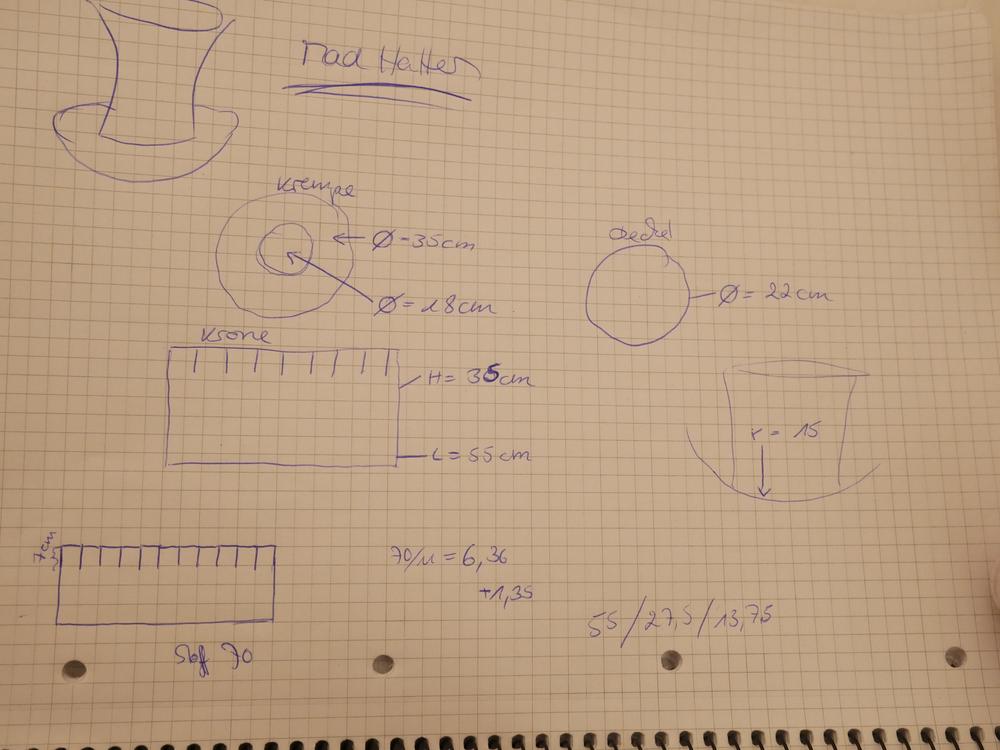 Mad Hatter
Krempe
Ø=35cm
Ø=18cm
Deckel
Ø=22cm
Krone
H=35cm
L=55cm
r=15
7cm
70/11=6,36
+1,35
55/27,5/13,75
70